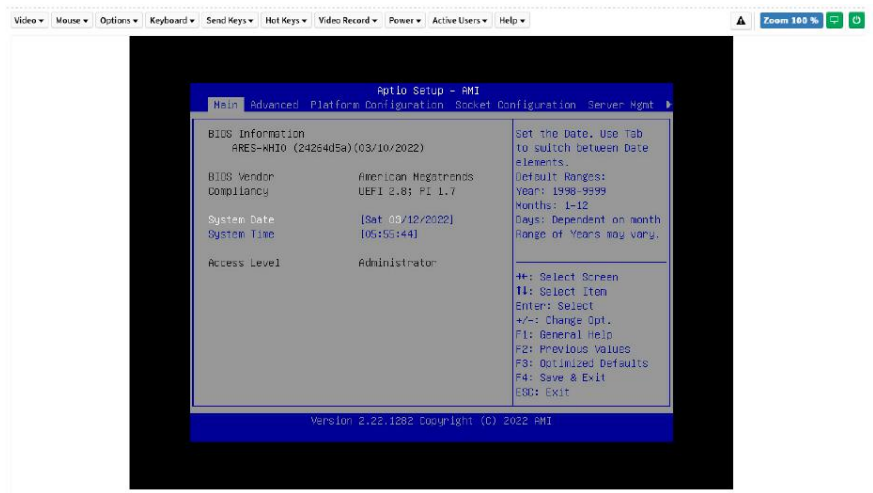 Video Mouse Options Keyboard Send Keys Hot Keys Video Record Power Active Users Help Zoom 100 %
Aptio Setup - AMI
Main Advanced Platform Configuration Socket Configuration Server Mgmt
BIOS Information
ARES-WHI0 (24264d5a)(03/10/2022)
BIOS Vendor American Megatrends
Compliancy UEFI 2.8; PI 1.7
System Date [Sat 03/12/2022]
System Time [05:55:44]
Access Level Administrator
Set the Date. Use Tab
to switch between Date
elements.
Default Ranges:
Year: 1998-9999
Months: 1-12
Days: Dependent on month
Range of Years may vary.
→←: Select Screen
↑↓: Select Item
Enter: Select
+/-: Change Opt.
F1: General Help
F2: Previous Values
F3: Optimized Defaults
F4: Save & Exit
ESC: Exit
Version 2.22.1282 Copyright (C) 2022 AMI